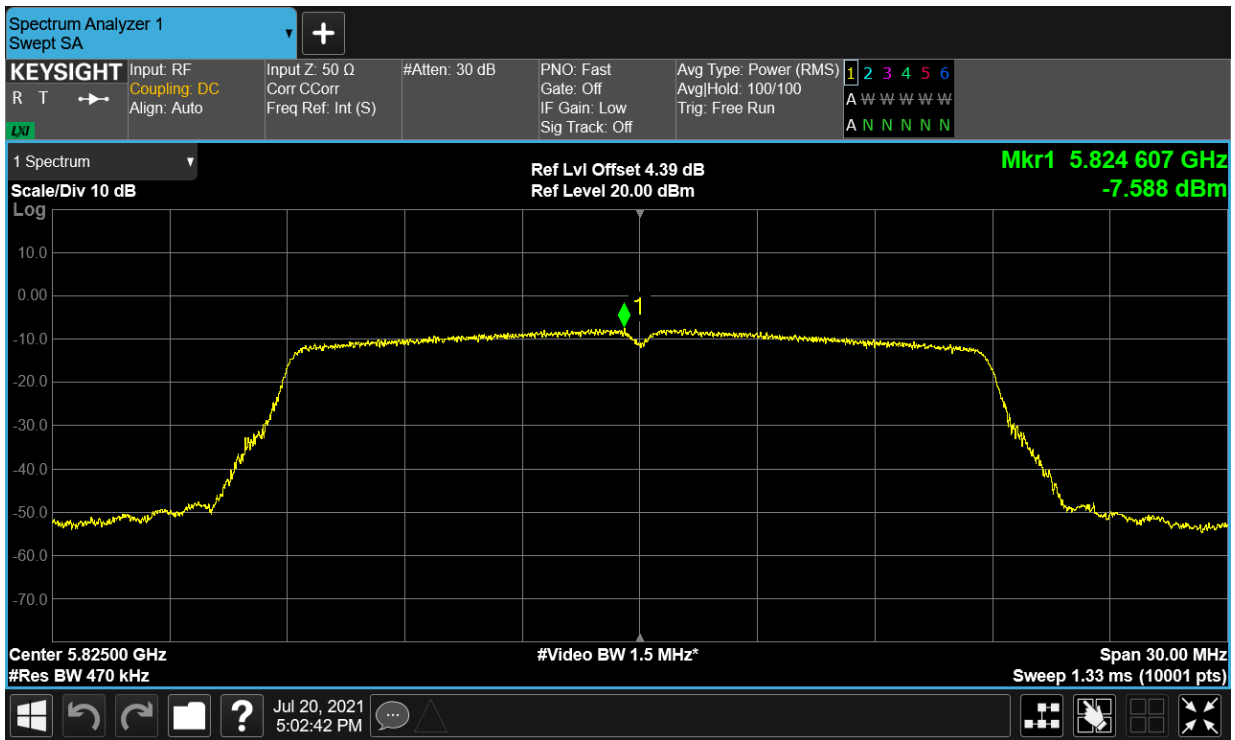 Spectrum Analyzer 1
Swept SA
KEYSIGHT
R T
LXI
Input: RF
Coupling: DC
Align: Auto
Input Z: 50 Ω
Corr CCorr
Freq Ref: Int (S)
#Atten: 30 dB
PNO: Fast
Gate: Off
IF Gain: Low
Sig Track: Off
Avg Type: Power (RMS)
Avg|Hold: 100/100
Trig: Free Run
1 2 3 4 5 6
A W W W W W
A N N N N N
1 Spectrum
Scale/Div 10 dB
Log
Ref Lvl Offset 4.39 dB
Ref Level 20.00 dBm
Mkr1 5.824 607 GHz
-7.588 dBm
10.0
0.00
-10.0
-20.0
-30.0
-40.0
-50.0
-60.0
-70.0
1
Center 5.82500 GHz
#Res BW 470 kHz
#Video BW 1.5 MHz*
Span 30.00 MHz
Sweep 1.33 ms (10001 pts)
?
Jul 20, 2021
5:02:42 PM